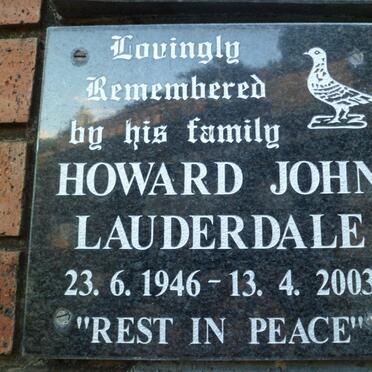 Lovingly
Remembered
by his family
HOWARD JOHN
LAUDERDALE
23. 6. 1946 - 13. 4. 2003
"REST IN PEACE"